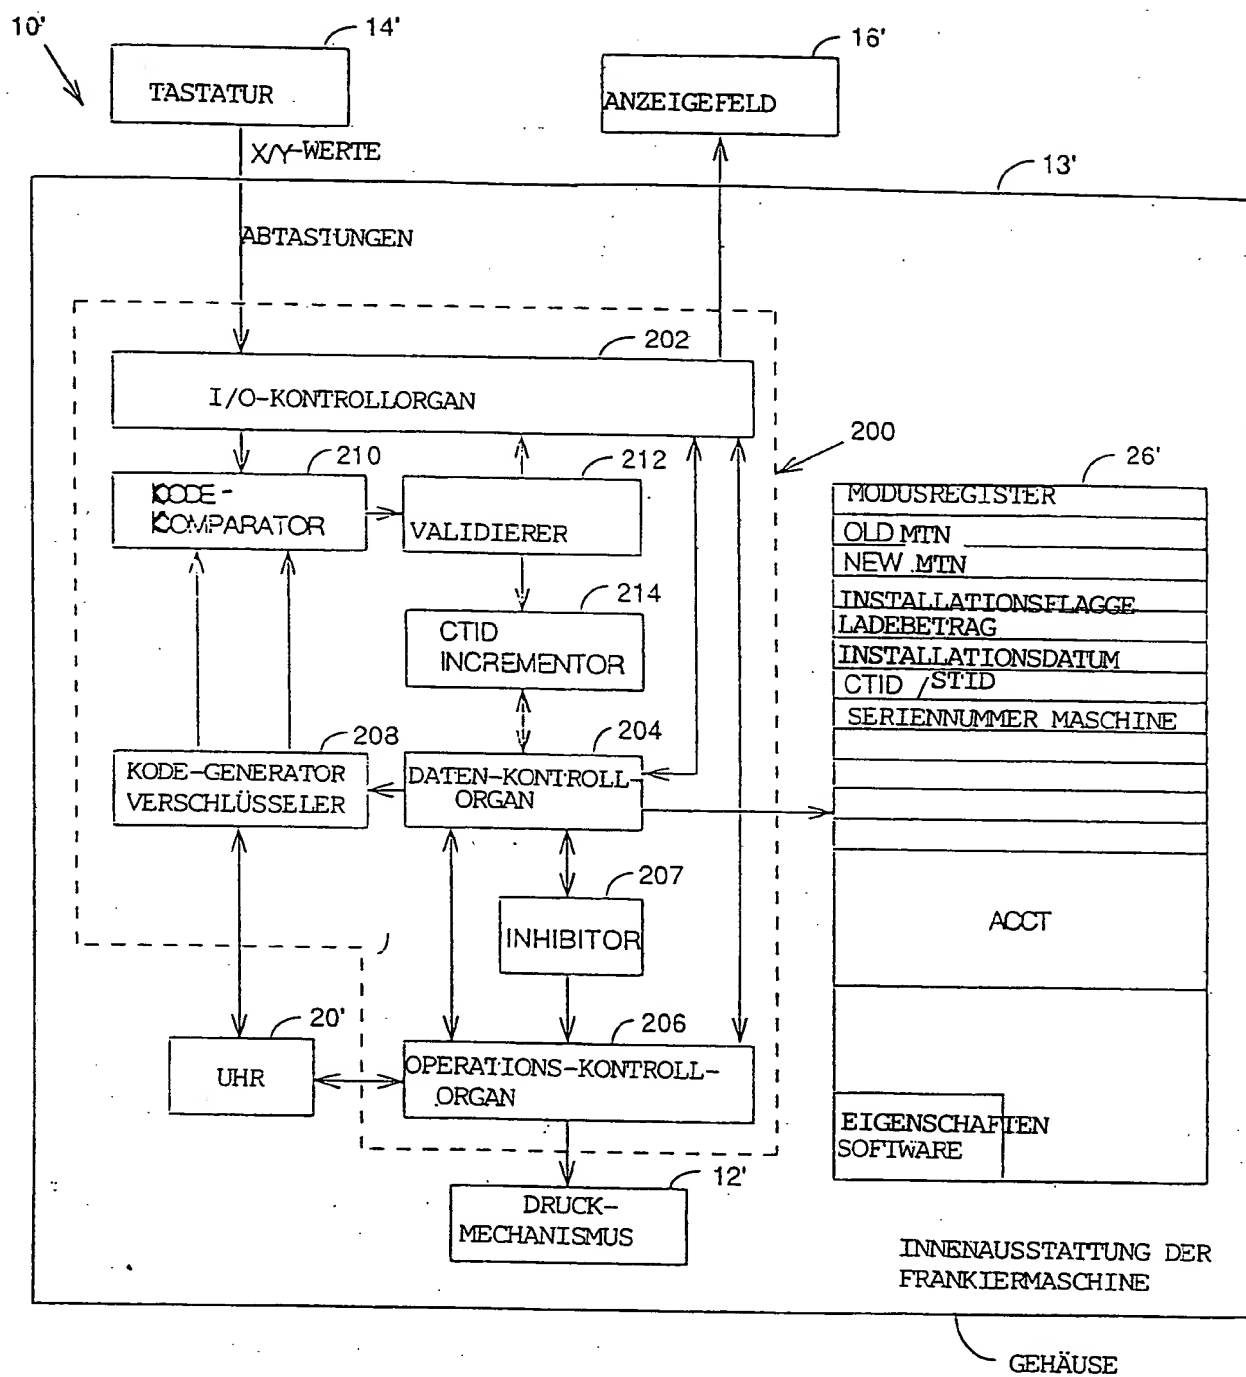 10'
14'
16'
TASTATUR
ANZEIGEFELD
X/Y-WERTE
13'
ABTASTUNGEN
202
I/O-KONTROLLORGAN
200
210
212
26'
KODE-
KOMPARATOR
VALIDIERER
MODUSREGISTER
OLD MTN
NEW MTN
INSTALLATIONSFLAGGE
LADEBETRAG
INSTALLATIONSDATUM
CTID / STID
SERIENNUMMER MASCHINE
214
CTID
INCREMENTOR
208
204
KODE-GENERATOR
VERSCHLÜSSELER
DATEN-KONTROLL-
ORGAN
207
INHIBITOR
ACCT
20'
206
UHR
OPERATIONS-KONTROLL-
ORGAN
EIGENSCHAFTEN
SOFTWARE
12'
DRUCK-
MECHANISMUS
INNENAUSSTATTUNG DER
FRANKIERMASCHINE
GEHÄUSE